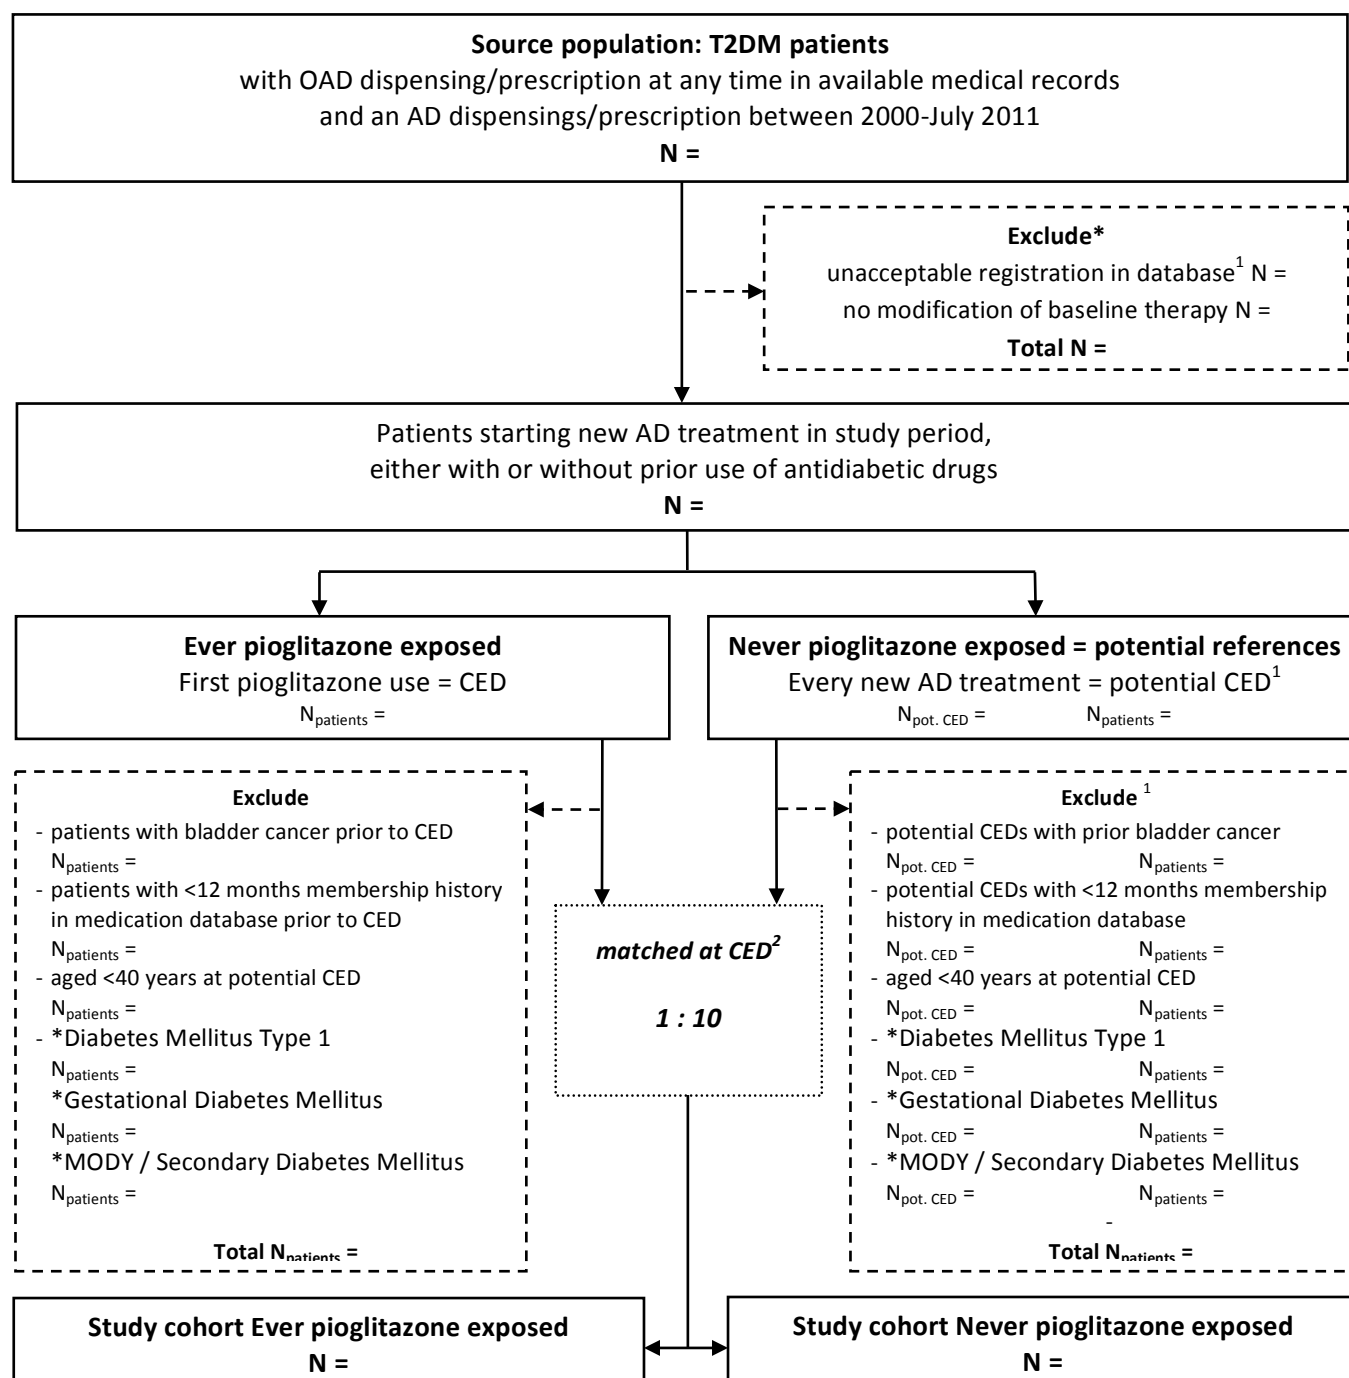 Source population: T2DM patients
with OAD dispensing/prescription at any time in available medical records
and an AD dispensings/prescription between 2000-July 2011
N =
Exclude*
unacceptable registration in database1 N =
no modification of baseline therapy N =
Total N =
Patients starting new AD treatment in study period,
either with or without prior use of antidiabetic drugs
N =
Ever pioglitazone exposed
First pioglitazone use = CED
Npatients =
Never pioglitazone exposed = potential references
Every new AD treatment = potential CED1
Npot. CED = Npatients =
Exclude
- patients with bladder cancer prior to CED
Npatients =
- patients with <12 months membership history
in medication database prior to CED
Npatients =
- aged <40 years at potential CED
Npatients =
- *Diabetes Mellitus Type 1
Npatients =
*Gestational Diabetes Mellitus
Npatients =
*MODY / Secondary Diabetes Mellitus
Npatients =
Total Npatients =
matched at CED2
1 : 10
Exclude 1
- potential CEDs with prior bladder cancer
Npot. CED = Npatients =
- potential CEDs with <12 months membership
history in medication database
Npot. CED = Npatients =
- aged <40 years at potential CED
Npot. CED = Npatients =
- *Diabetes Mellitus Type 1
Npot. CED = Npatients =
- *Gestational Diabetes Mellitus
Npot. CED = Npatients =
- *MODY / Secondary Diabetes Mellitus
Npot. CED = Npatients =
-
Total Npatients =
Study cohort Ever pioglitazone exposed
N =
Study cohort Never pioglitazone exposed
N =